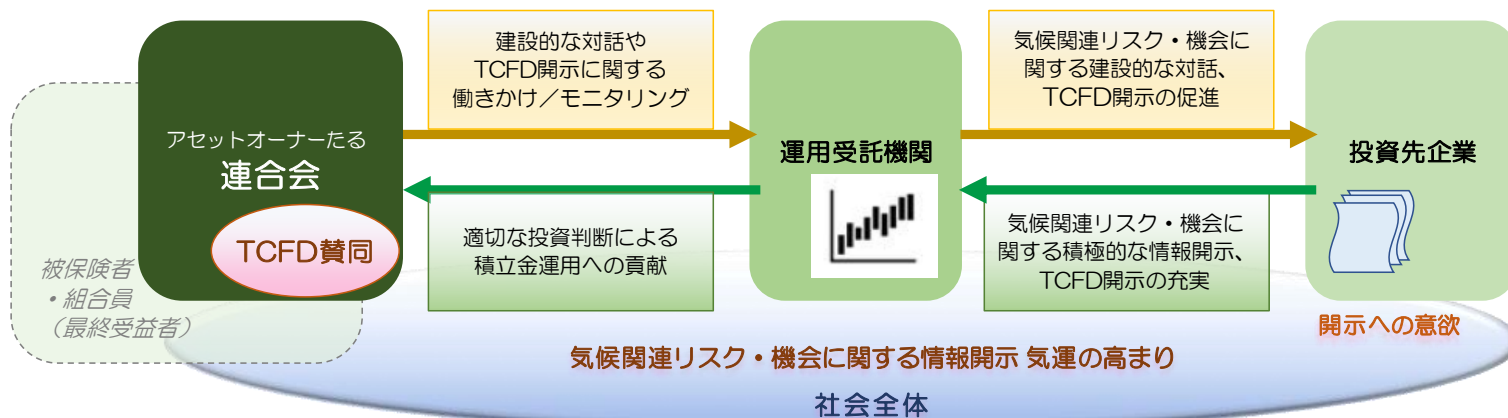 建設的な対話や
TCFD開示に関する
働きかけ／モニタリング
気候関連リスク・機会に
関する建設的な対話、
TCFD開示の促進
アセットオーナーたる
連合会
運用受託機関
投資先企業
TCFD賛同
適切な投資判断による
積立金運用への貢献
気候関連リスク・機会に
関する積極的な情報開示、
TCFD開示の充実
被保険者
・組合員
（最終受益者）
開示への意欲
気候関連リスク・機会に関する情報開示 気運の高まり
社会全体